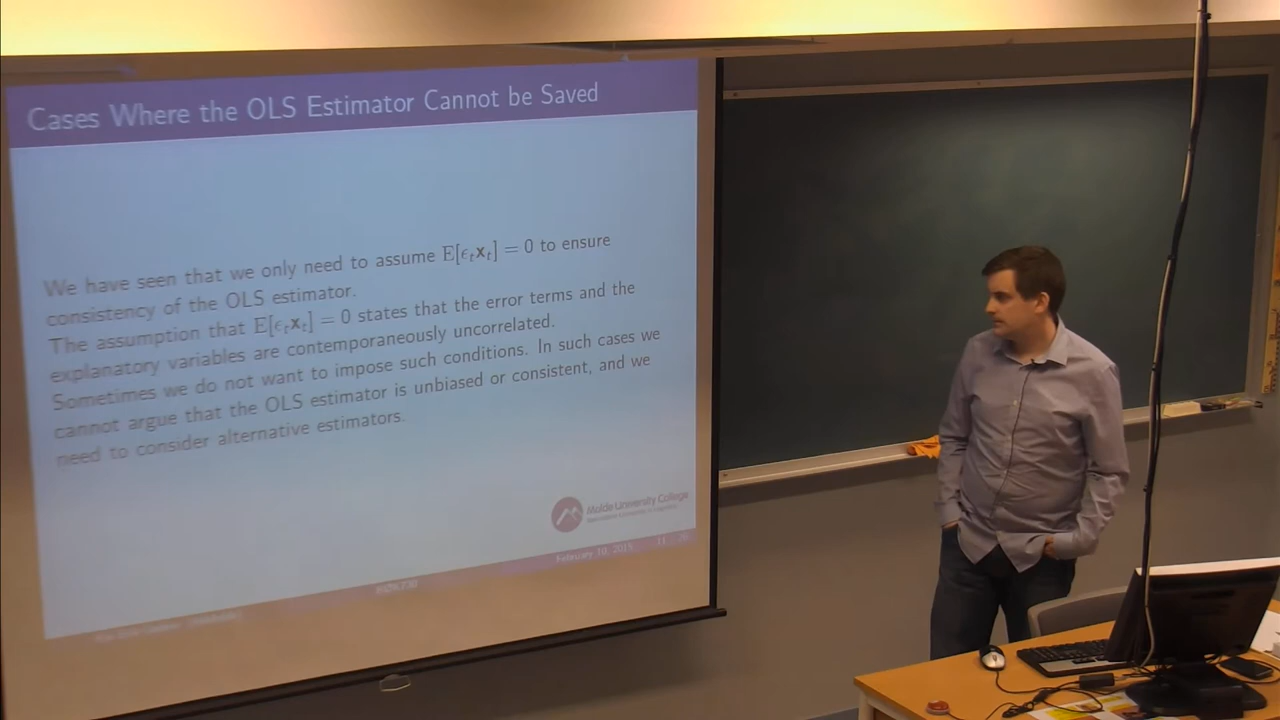 Cases Where the OLS Estimator Cannot be Saved
We have seen that we only need to assume E[ϵₜxₜ] = 0 to ensure
consistency of the OLS estimator.
The assumption that E[ϵₜxₜ] = 0 states that the error terms and the
explanatory variables are contemporaneously uncorrelated.
Sometimes we do not want to impose such conditions. In such cases we
cannot argue that the OLS estimator is unbiased or consistent, and we
need to consider alternative estimators.
Molde University College
February 10, 2015 11